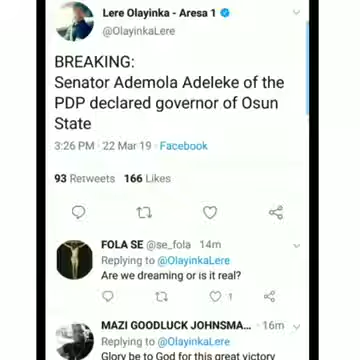 Lere Olayinka - Aresa 1
@OlayinkaLere
BREAKING:
Senator Ademola Adeleke of the
PDP declared governor of Osun
State
3:26 PM · 22 Mar 19 · Facebook
93 Retweets 166 Likes
FOLA SE @se_fola 14m
Replying to @OlayinkaLere
Are we dreaming or is it real?
1
MAZI GOODLUCK JOHNSMA... · 16m
Replying to @OlayinkaLere
Glory be to God for this great victory